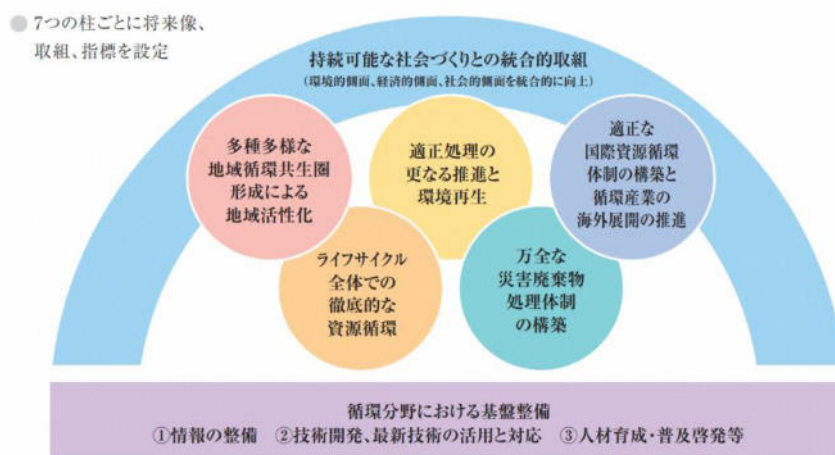 ● 7つの柱ごとに将来像、
取組、指標を設定
持続可能な社会づくりとの統合的取組
（環境的側面、経済的側面、社会的側面を統合的に向上）
多種多様な
地域循環共生圏
形成による
地域活性化
適正処理の
更なる推進と
環境再生
適正な
国際資源循環
体制の構築と
循環産業の
海外展開の推進
ライフサイクル
全体での
徹底的な
資源循環
万全な
災害廃棄物
処理体制
の構築
循環分野における基盤整備
①情報の整備　②技術開発、最新技術の活用と対応　③人材育成・普及啓発等